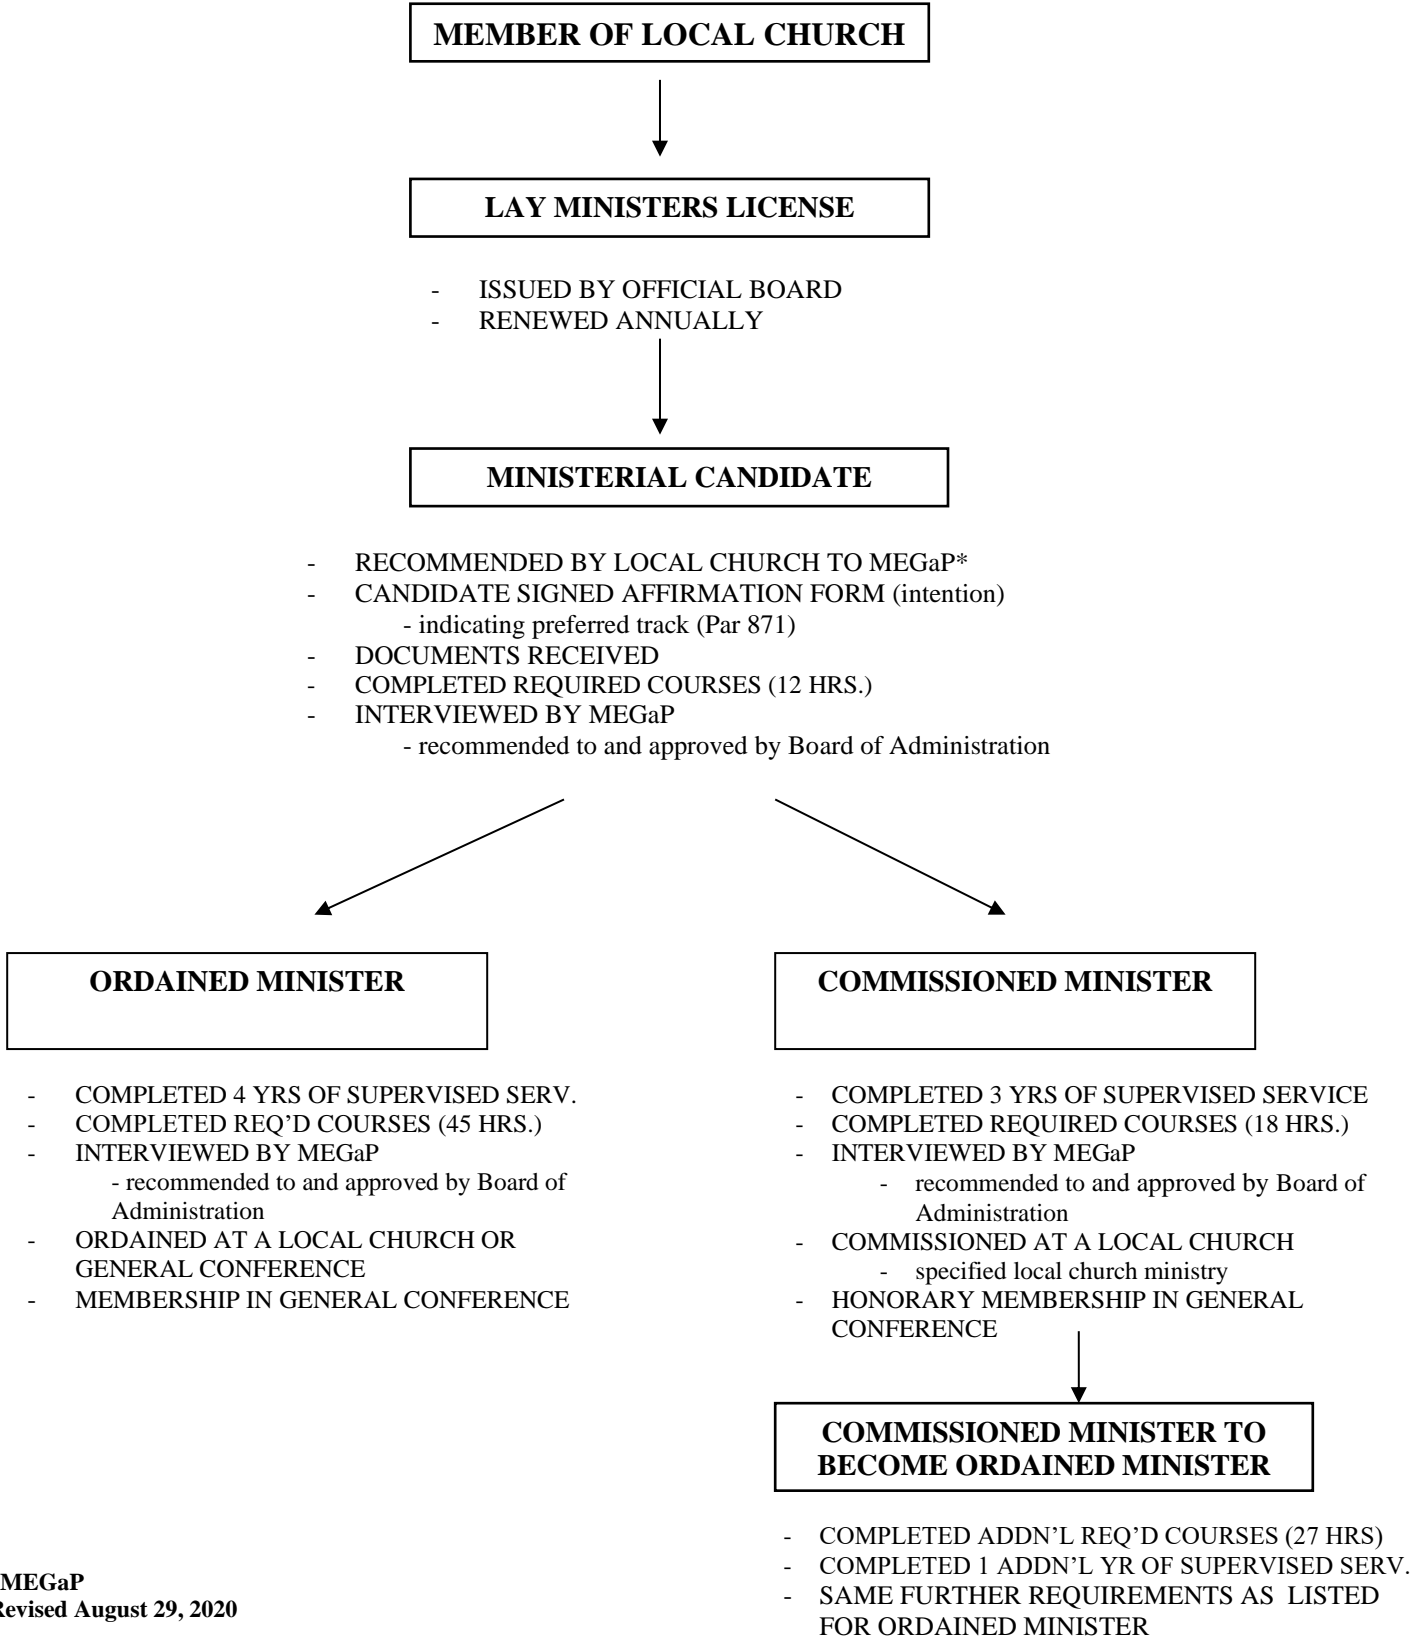 MEMBER OF LOCAL CHURCH
LAY MINISTERS LICENSE
- ISSUED BY OFFICIAL BOARD
- RENEWED ANNUALLY
MINISTERIAL CANDIDATE
- RECOMMENDED BY LOCAL CHURCH TO MEGaP*
- CANDIDATE SIGNED AFFIRMATION FORM (intention)
- indicating preferred track (Par 871)
- DOCUMENTS RECEIVED
- COMPLETED REQUIRED COURSES (12 HRS.)
- INTERVIEWED BY MEGaP
- recommended to and approved by Board of Administration
ORDAINED MINISTER
- COMPLETED 4 YRS OF SUPERVISED SERV.
- COMPLETED REQ’D COURSES (45 HRS.)
- INTERVIEWED BY MEGaP
- recommended to and approved by Board of
Administration
- ORDAINED AT A LOCAL CHURCH OR
GENERAL CONFERENCE
- MEMBERSHIP IN GENERAL CONFERENCE
COMMISSIONED MINISTER
- COMPLETED 3 YRS OF SUPERVISED SERVICE
- COMPLETED REQUIRED COURSES (18 HRS.)
- INTERVIEWED BY MEGaP
- recommended to and approved by Board of
Administration
- COMMISSIONED AT A LOCAL CHURCH
- specified local church ministry
- HONORARY MEMBERSHIP IN GENERAL
CONFERENCE
COMMISSIONED MINISTER TO
BECOME ORDAINED MINISTER
- COMPLETED ADDN’L REQ’D COURSES (27 HRS)
- COMPLETED 1 ADDN’L YR OF SUPERVISED SERV.
- SAME FURTHER REQUIREMENTS AS LISTED
FOR ORDAINED MINISTER
MEGaP
Revised August 29, 2020